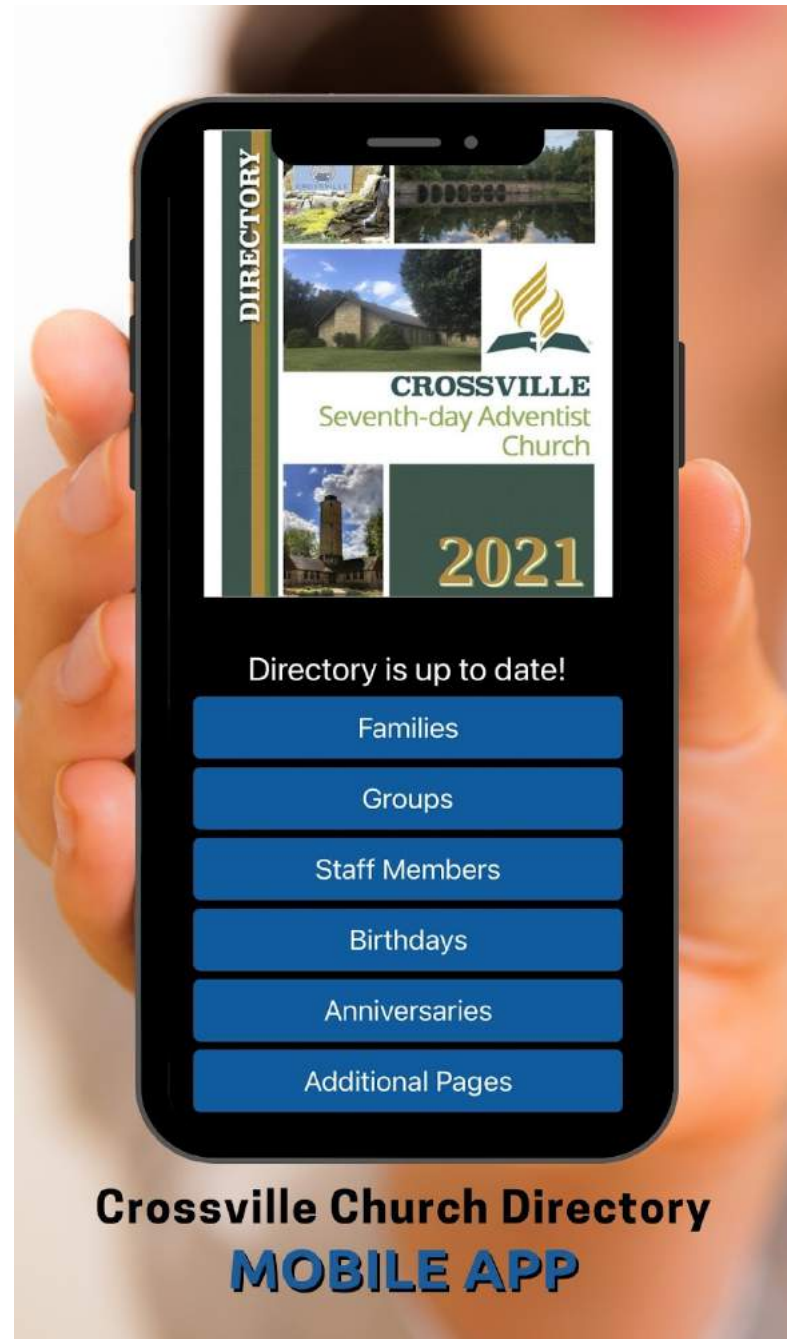 DIRECTORY
CROSSVILLE
CROSSVILLE
Seventh-day Adventist
Church
2021
Directory is up to date!
Families
Groups
Staff Members
Birthdays
Anniversaries
Additional Pages
Crossville Church Directory
MOBILE APP